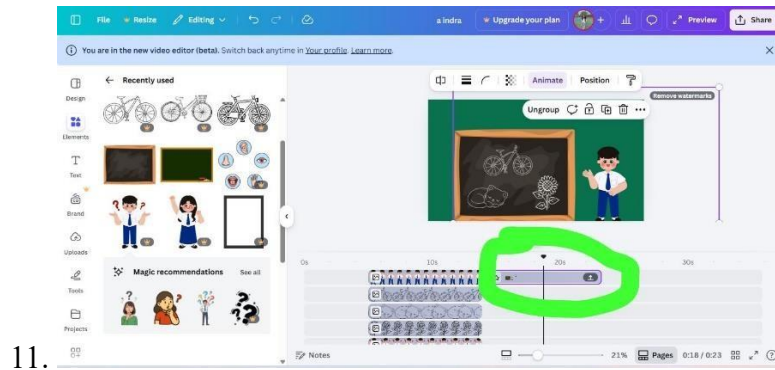 File Resize Editing a indra Upgrade your plan + Preview Share
You are in the new video editor (beta). Switch back anytime in Your profile. Learn more.
Design
Elements
Text
Brand
Uploads
Tools
Projects
Recently used
Magic recommendations See all
Animate Position
Remove watermarks
Ungroup
0s 10s 20s 30s
Notes 21% Pages 0:18 / 0:23
11.